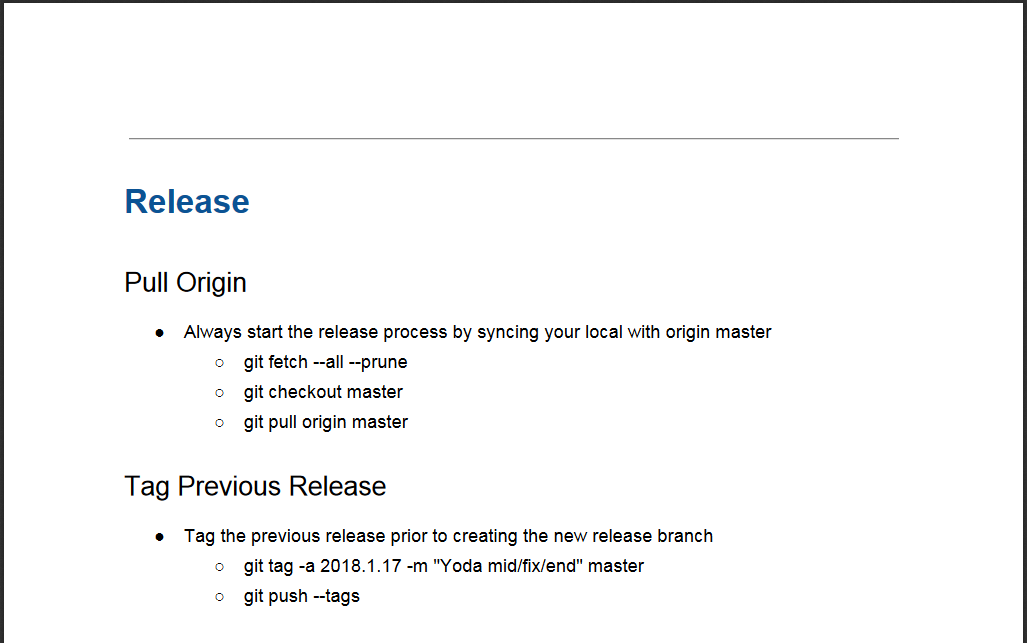 Release
Pull Origin
● Always start the release process by syncing your local with origin master
○ git fetch --all --prune
○ git checkout master
○ git pull origin master
Tag Previous Release
● Tag the previous release prior to creating the new release branch
○ git tag -a 2018.1.17 -m "Yoda mid/fix/end" master
○ git push --tags